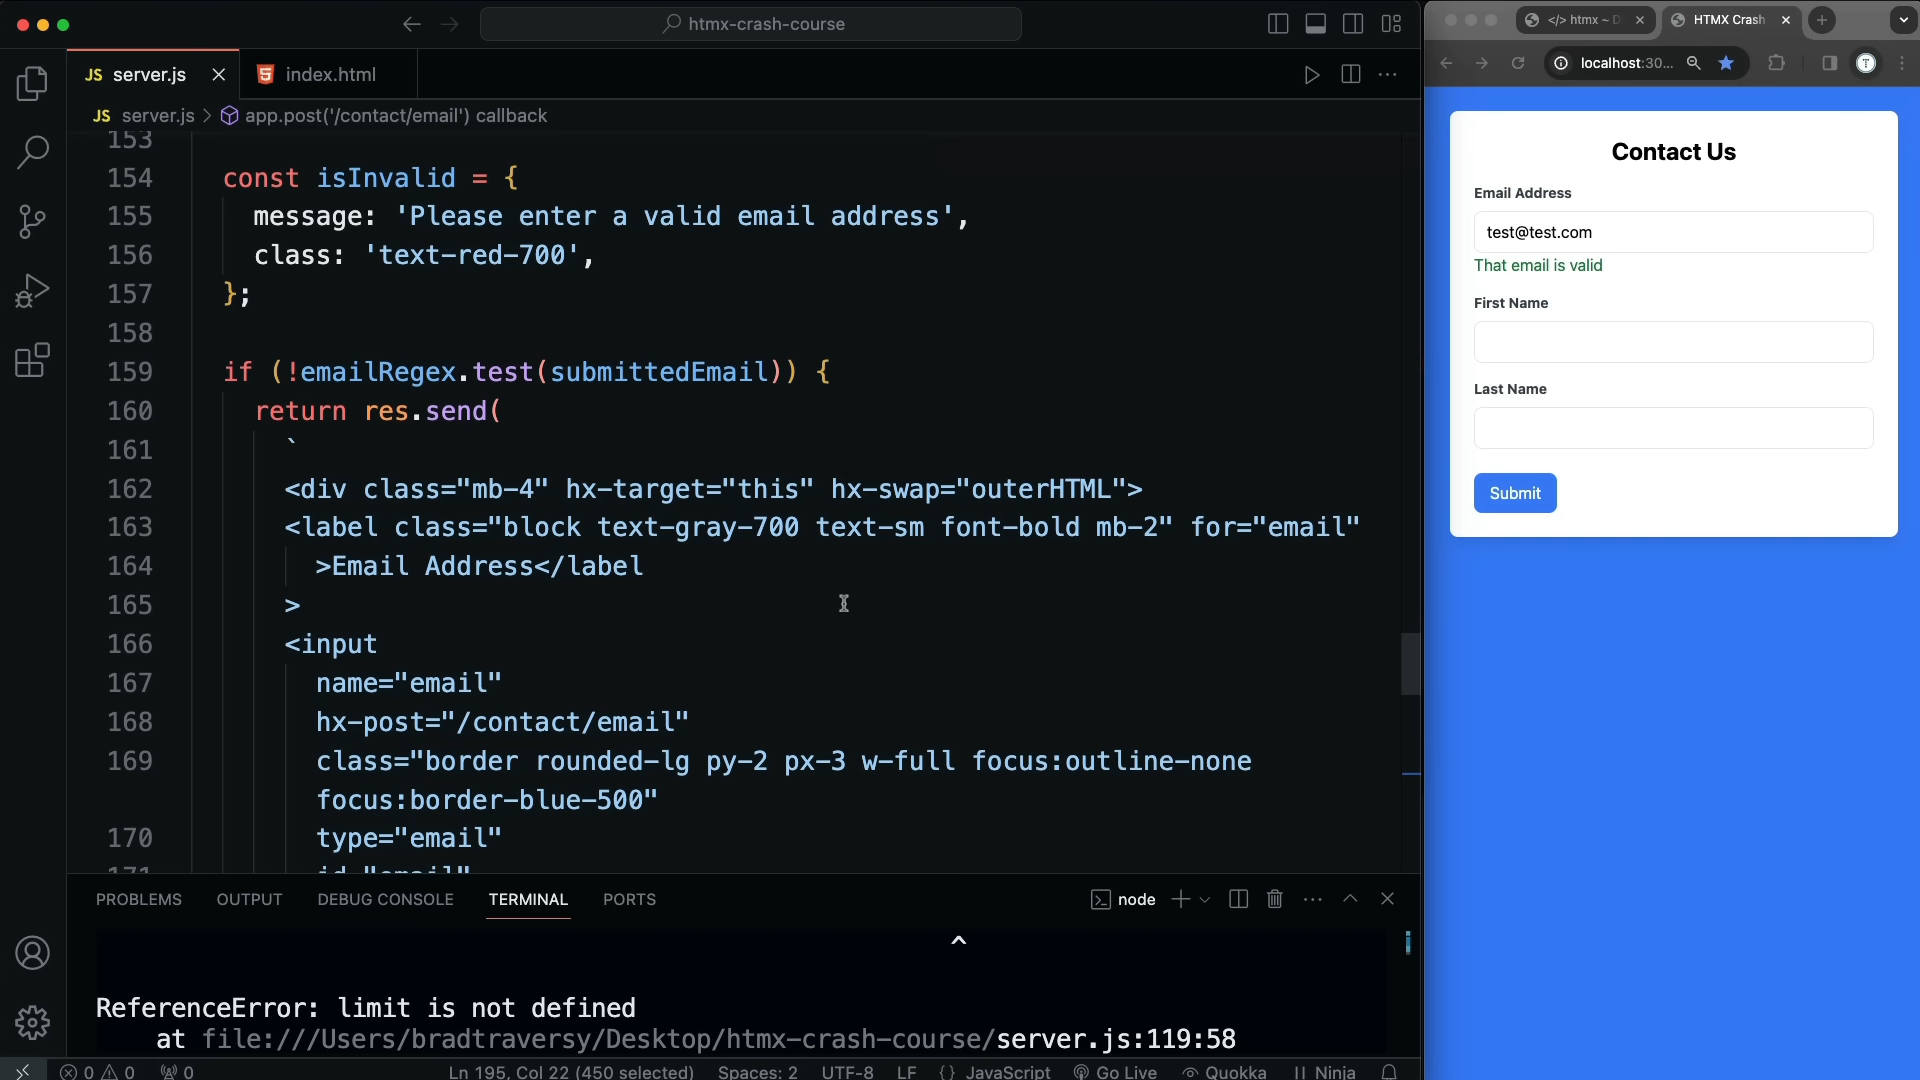 htmx-crash-course
JS server.js
index.html
JS server.js > app.post('/contact/email') callback
153
154 const isInvalid = {
155 message: 'Please enter a valid email address',
156 class: 'text-red-700',
157 };
158
159 if (!emailRegex.test(submittedEmail)) {
160 return res.send(
161 `
162 <div class="mb-4" hx-target="this" hx-swap="outerHTML">
163 <label class="block text-gray-700 text-sm font-bold mb-2" for="email"
164 >Email Address</label
165 >
166 <input
167 name="email"
168 hx-post="/contact/email"
169 class="border rounded-lg py-2 px-3 w-full focus:outline-none
focus:border-blue-500"
170 type="email"
171 id="email"
PROBLEMS OUTPUT DEBUG CONSOLE TERMINAL PORTS
node
^
ReferenceError: limit is not defined
at file:///Users/bradtraversy/Desktop/htmx-crash-course/server.js:119:58
0 0 0 Ln 195, Col 22 (450 selected) Spaces: 2 UTF-8 LF {} JavaScript Go Live Quokka Ninja
</> htmx ~ D
HTMX Crash
localhost:30...
T
Contact Us
Email Address
test@test.com
That email is valid
First Name
Last Name
Submit